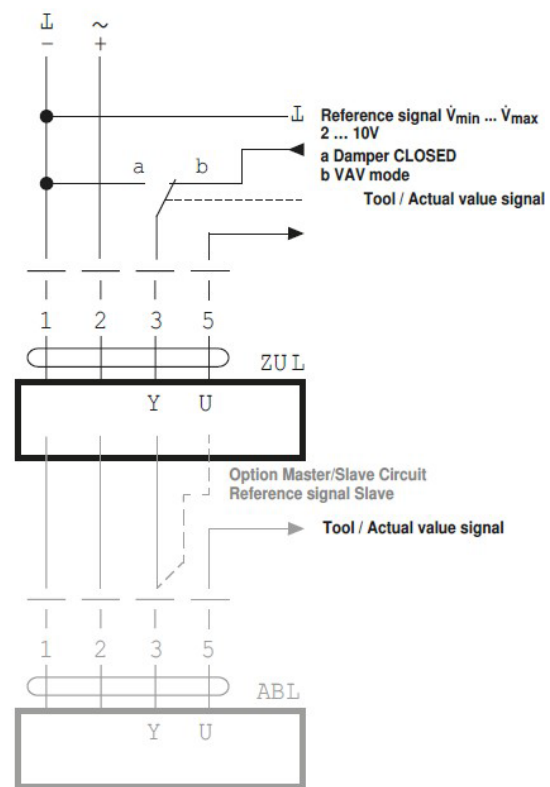 ⊥ ~
- +
⊥ Reference signal V̇min ... V̇max
2 ... 10V
a b
a Damper CLOSED
b VAV mode
Tool / Actual value signal
1 2 3 5
ZUL
Y U
Option Master/Slave Circuit
Reference signal Slave
Tool / Actual value signal
1 2 3 5
ABL
Y U